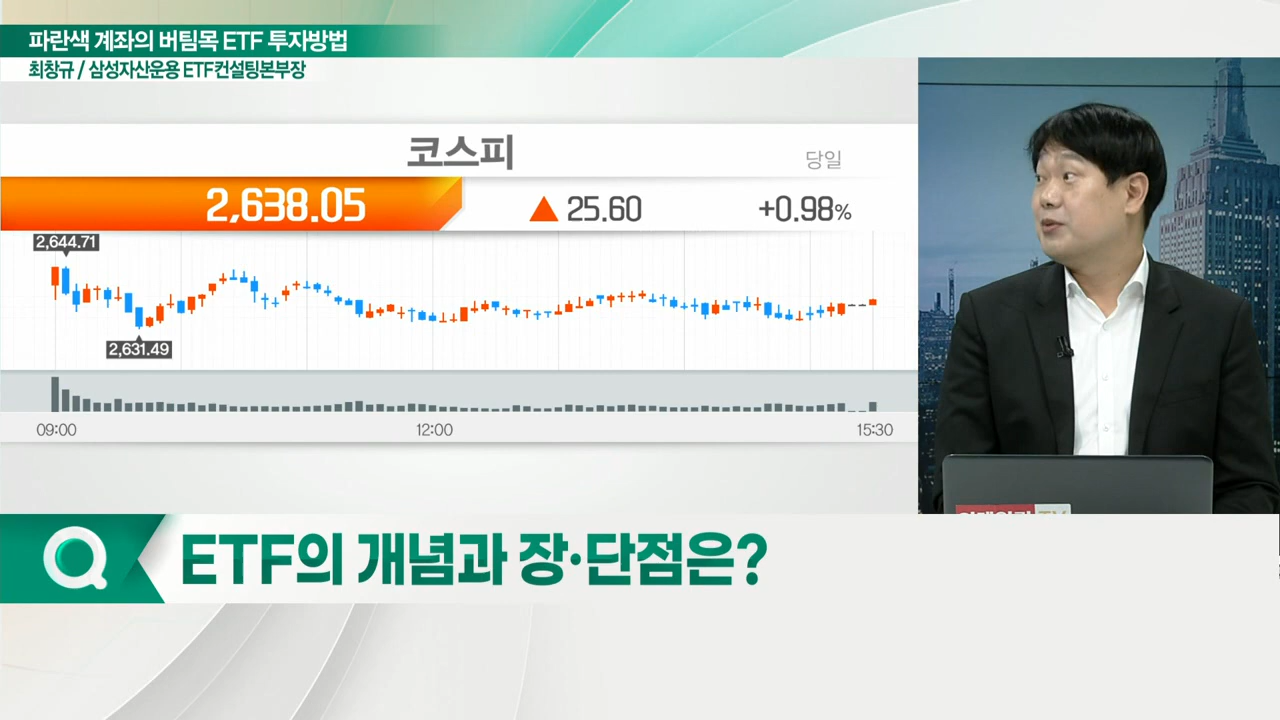 파란색 계좌의 버팀목 ETF 투자방법
최창규 / 삼성자산운용 ETF컨설팅본부장
코스피
당일
2,638.05 ▲ 25.60 +0.98%
2,644.71
2,631.49
09:00 12:00 15:30
ETF의 개념과 장·단점은?